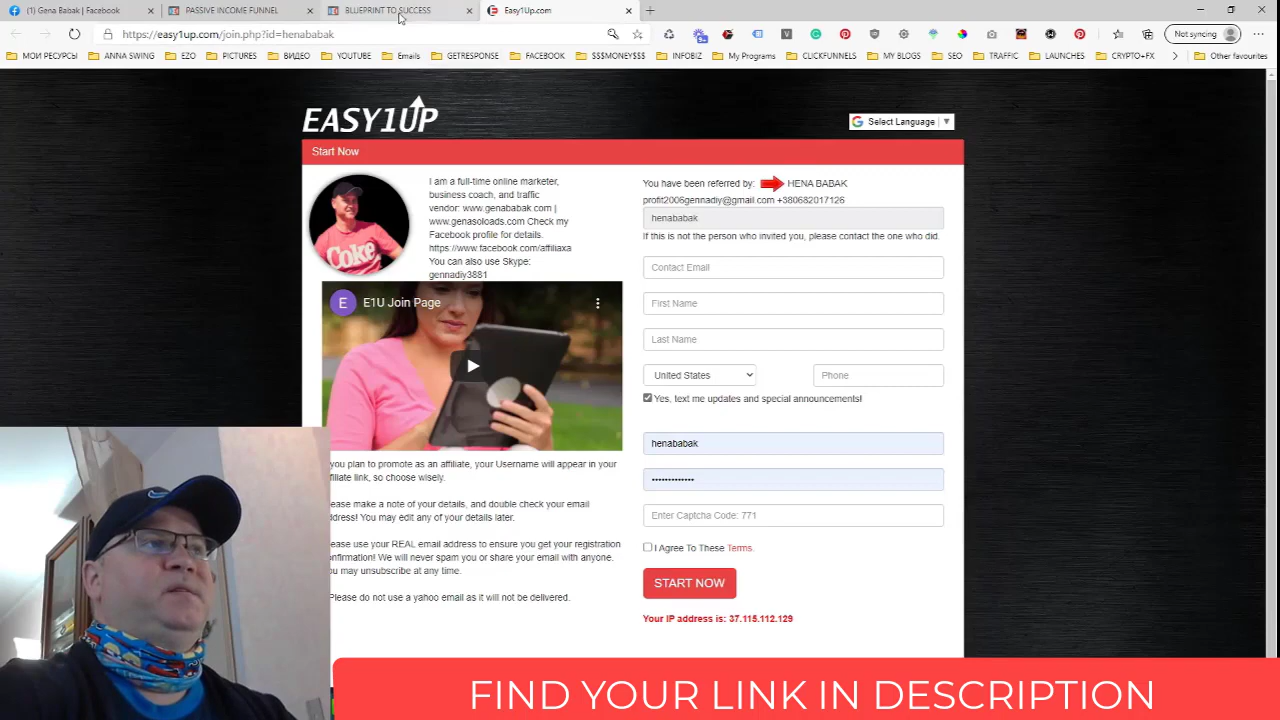 (1) Gena Babak | Facebook
PASSIVE INCOME FUNNEL
BLUEPRINT TO SUCCESS
Easy1Up.com
https://easy1up.com/join.php?id=henababak
Not syncing
МОИ РЕСУРСЫ
ANNA SWING
EZO
PICTURES
ВИДЕО
YOUTUBE
Emails
GETRESPONSE
FACEBOOK
$$$MONEY$$$
INFOBIZ
My Programs
CLICKFUNNELS
MY BLOGS
SEO
TRAFFIC
LAUNCHES
CRYPTO+FX
Other favourites
EASY1UP
Select Language
Start Now
I am a full-time online marketer,
business coach, and traffic
vendor: www.genababak.com |
www.genasoloads.com Check my
Facebook profile for details.
https://www.facebook.com/affiliaxa
You can also use Skype:
gennadiy3881
Coke
E
E1U Join Page
you plan to promote as an affiliate, your Username will appear in your
filiate link, so choose wisely.
ease make a note of your details, and double check your email
dress! You may edit any of your details later.
ease use your REAL email address to ensure you get your registration
nfirmation! We will never spam you or share your email with anyone.
u may unsubscribe at any time.
Please do not use a yahoo email as it will not be delivered.
You have been referred by: HENA BABAK
profit2006gennadiy@gmail.com +380682017126
henababak
If this is not the person who invited you, please contact the one who did.
Contact Email
First Name
Last Name
United States
Phone
Yes, text me updates and special announcements!
henababak
•••••••••••••
Enter Captcha Code: 771
I Agree To These Terms.
START NOW
Your IP address is: 37.115.112.129
FIND YOUR LINK IN DESCRIPTION